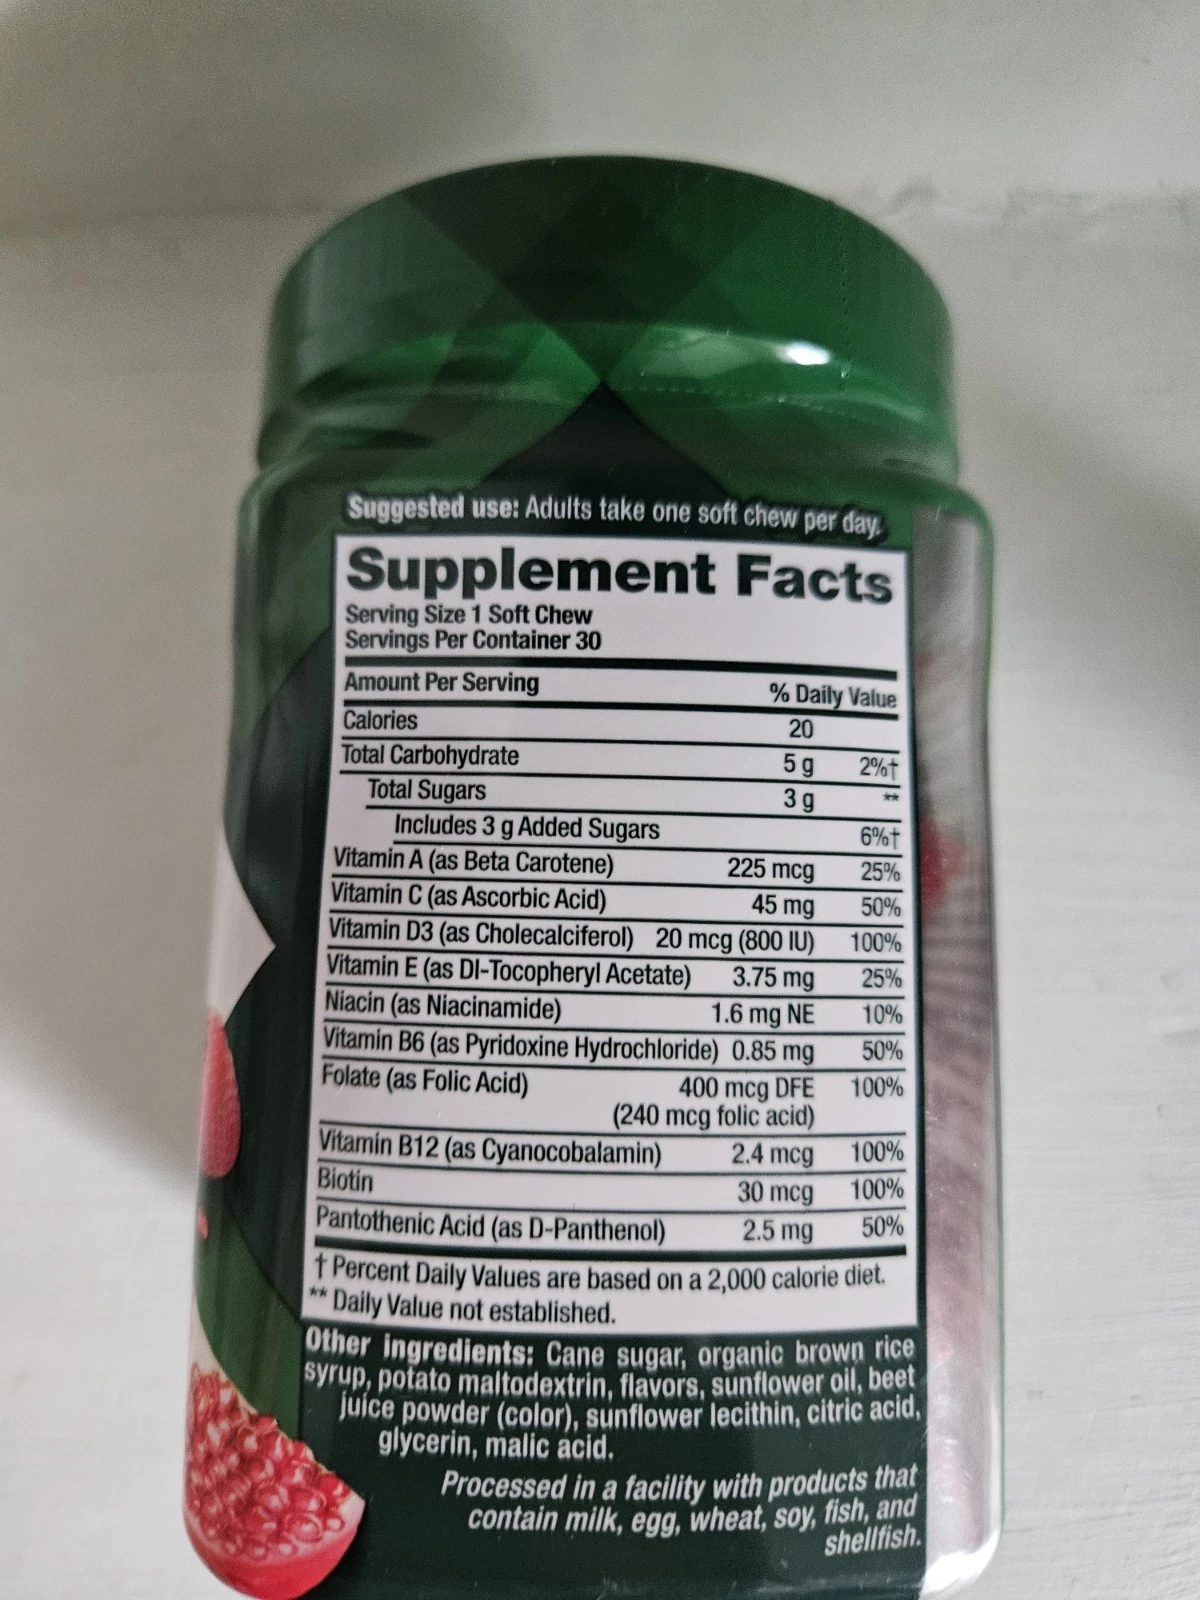 Suggested use: Adults take one soft chew per day.
Supplement Facts
Serving Size 1 Soft Chew
Servings Per Container 30
Amount Per Serving % Daily Value
Calories 20
Total Carbohydrate 5 g 2%†
Total Sugars 3 g **
Includes 3 g Added Sugars 6%†
Vitamin A (as Beta Carotene) 225 mcg 25%
Vitamin C (as Ascorbic Acid) 45 mg 50%
Vitamin D3 (as Cholecalciferol) 20 mcg (800 IU) 100%
Vitamin E (as Dl-Tocopheryl Acetate) 3.75 mg 25%
Niacin (as Niacinamide) 1.6 mg NE 10%
Vitamin B6 (as Pyridoxine Hydrochloride) 0.85 mg 50%
Folate (as Folic Acid) 400 mcg DFE 100%
(240 mcg folic acid)
Vitamin B12 (as Cyanocobalamin) 2.4 mcg 100%
Biotin 30 mcg 100%
Pantothenic Acid (as D-Panthenol) 2.5 mg 50%
† Percent Daily Values are based on a 2,000 calorie diet.
** Daily Value not established.
Other ingredients: Cane sugar, organic brown rice
syrup, potato maltodextrin, flavors, sunflower oil, beet
juice powder (color), sunflower lecithin, citric acid,
glycerin, malic acid.
Processed in a facility with products that
contain milk, egg, wheat, soy, fish, and
shellfish.